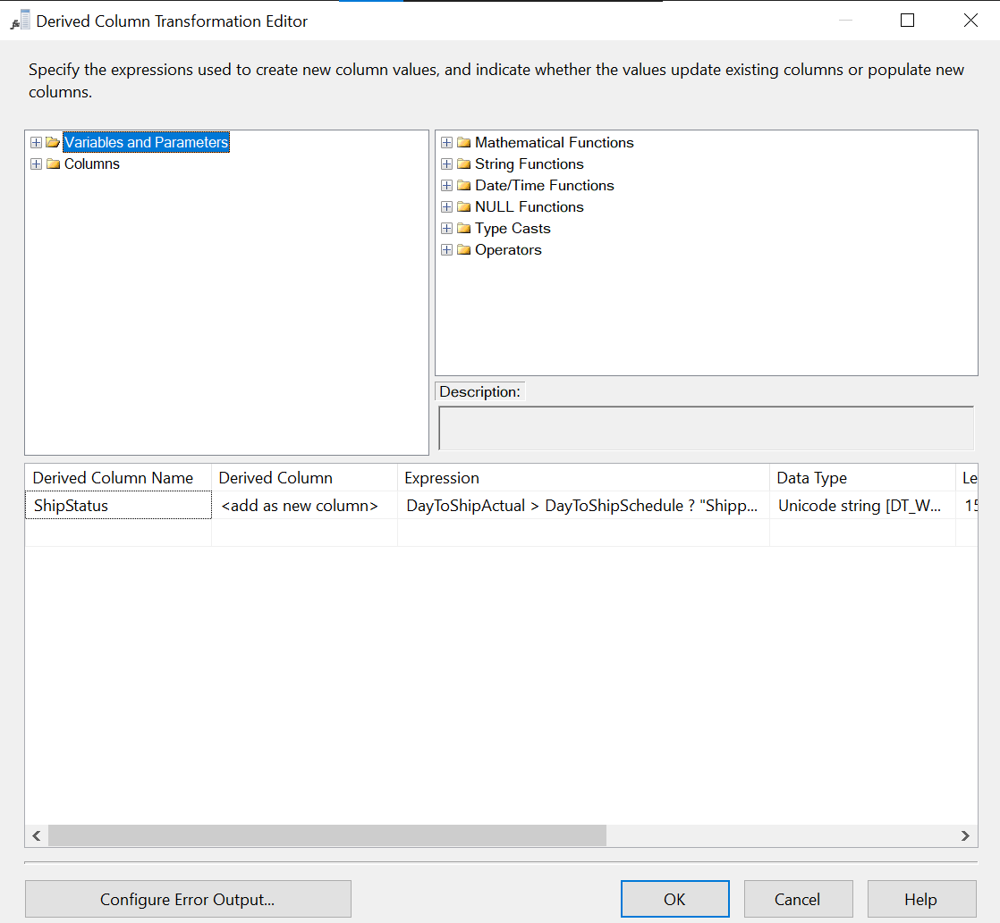 Derived Column Transformation Editor
Specify the expressions used to create new column values, and indicate whether the values update existing columns or populate new
columns.
Variables and Parameters
Columns
Mathematical Functions
String Functions
Date/Time Functions
NULL Functions
Type Casts
Operators
Description:
Derived Column Name Derived Column Expression Data Type Le
ShipStatus <add as new column> DayToShipActual > DayToShipSchedule ? "Shipp... Unicode string [DT_W... 15
Configure Error Output... OK Cancel Help